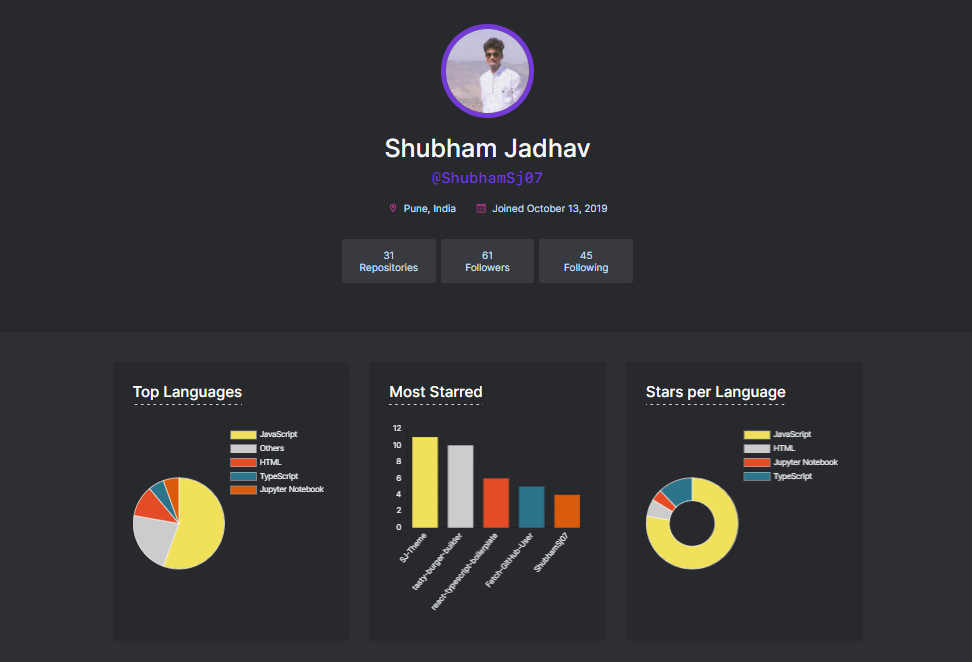 Shubham Jadhav
@ShubhamSj07
Pune, India Joined October 13, 2019
31 61 45
Repositories Followers Following
Top Languages
JavaScript
Others
HTML
TypeScript
Jupyter Notebook
Most Starred
12
10
8
6
4
2
0
SJ-Theme
tasty-burger-builder
react-typescript-boilerplate
Fetch-GitHub-User
ShubhamSj07
Stars per Language
JavaScript
HTML
Jupyter Notebook
TypeScript